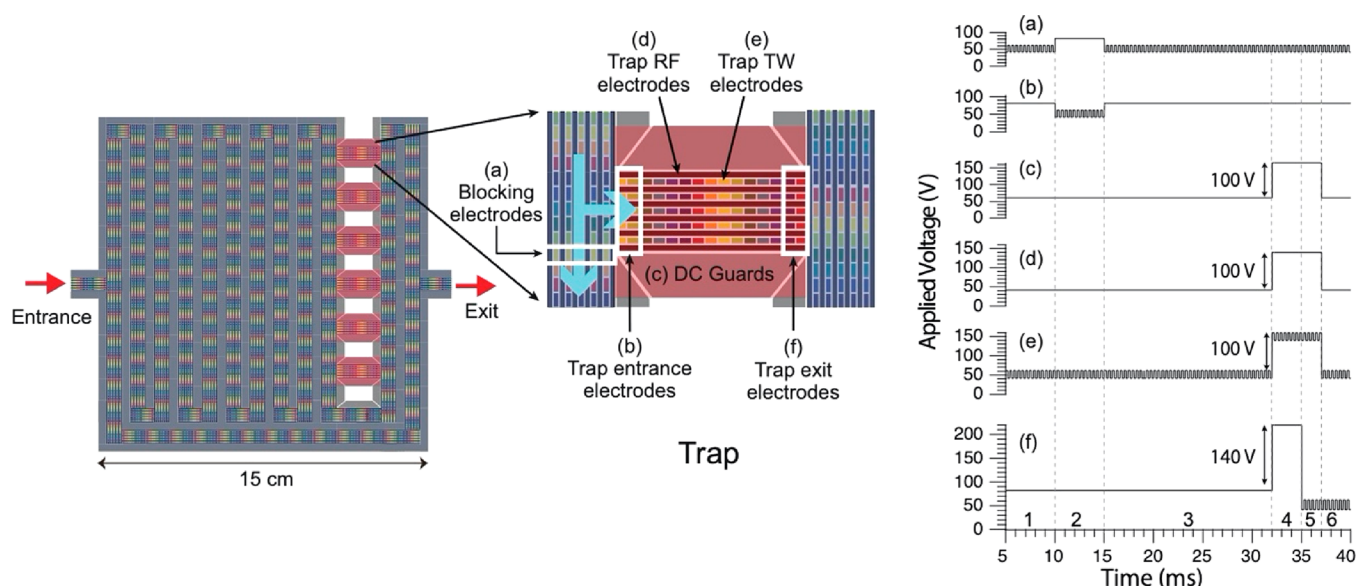 Entrance
Exit
15 cm
(a)
Blocking
electrodes
(d)
Trap RF
electrodes
(e)
Trap TW
electrodes
(c) DC Guards
(b)
Trap entrance
electrodes
(f)
Trap exit
electrodes
Trap
Applied Voltage (V)
(a)
100
50
0
(b)
100
50
0
(c)
150
100
50
0
100 V
(d)
150
100
50
0
100 V
(e)
150
100
50
0
100 V
(f)
200
150
100
50
0
140 V
1 2 3 4 5 6
5 10 15 20 25 30 35 40
Time (ms)